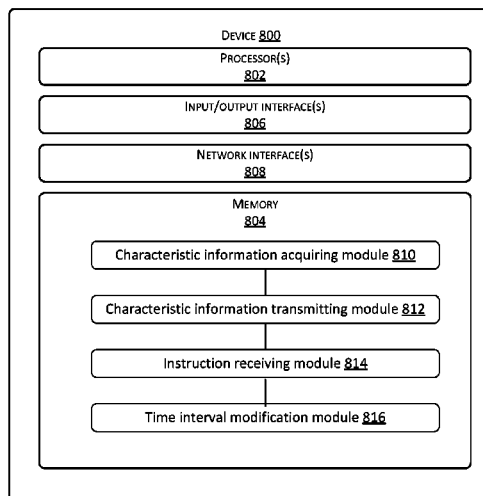 DEVICE 800
PROCESSOR(S)
802
INPUT/OUTPUT INTERFACE(S)
806
NETWORK INTERFACE(S)
808
MEMORY
804
Characteristic information acquiring module 810
Characteristic information transmitting module 812
Instruction receiving module 814
Time interval modification module 816